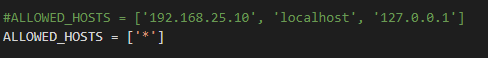 #ALLOWED_HOSTS = ['192.168.25.10', 'localhost', '127.0.0.1']
ALLOWED_HOSTS = ['*']